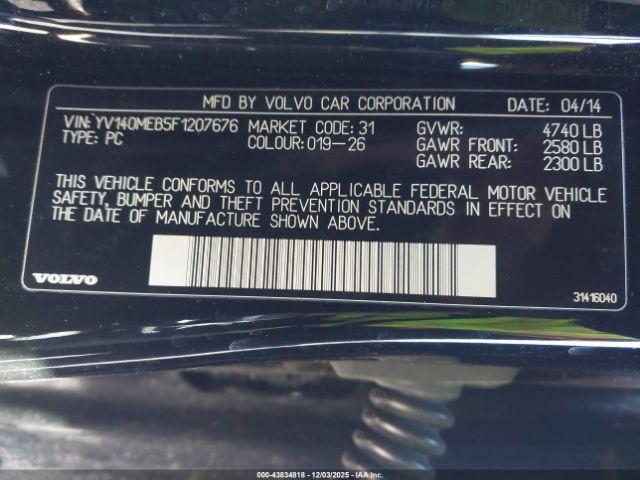 MFD BY VOLVO CAR CORPORATION DATE: 04/14
VIN: YV140MEB5F1207676 MARKET CODE: 31 GVWR: 4740 LB
TYPE: PC COLOUR: 019-26 GAWR FRONT: 2580 LB
GAWR REAR: 2300 LB
THIS VEHICLE CONFORMS TO ALL APPLICABLE FEDERAL MOTOR VEHICLE
SAFETY, BUMPER AND THEFT PREVENTION STANDARDS IN EFFECT ON
THE DATE OF MANUFACTURE SHOWN ABOVE.
VOLVO
31416040
000-43834818 | 12/03/2025 - IAA Inc.